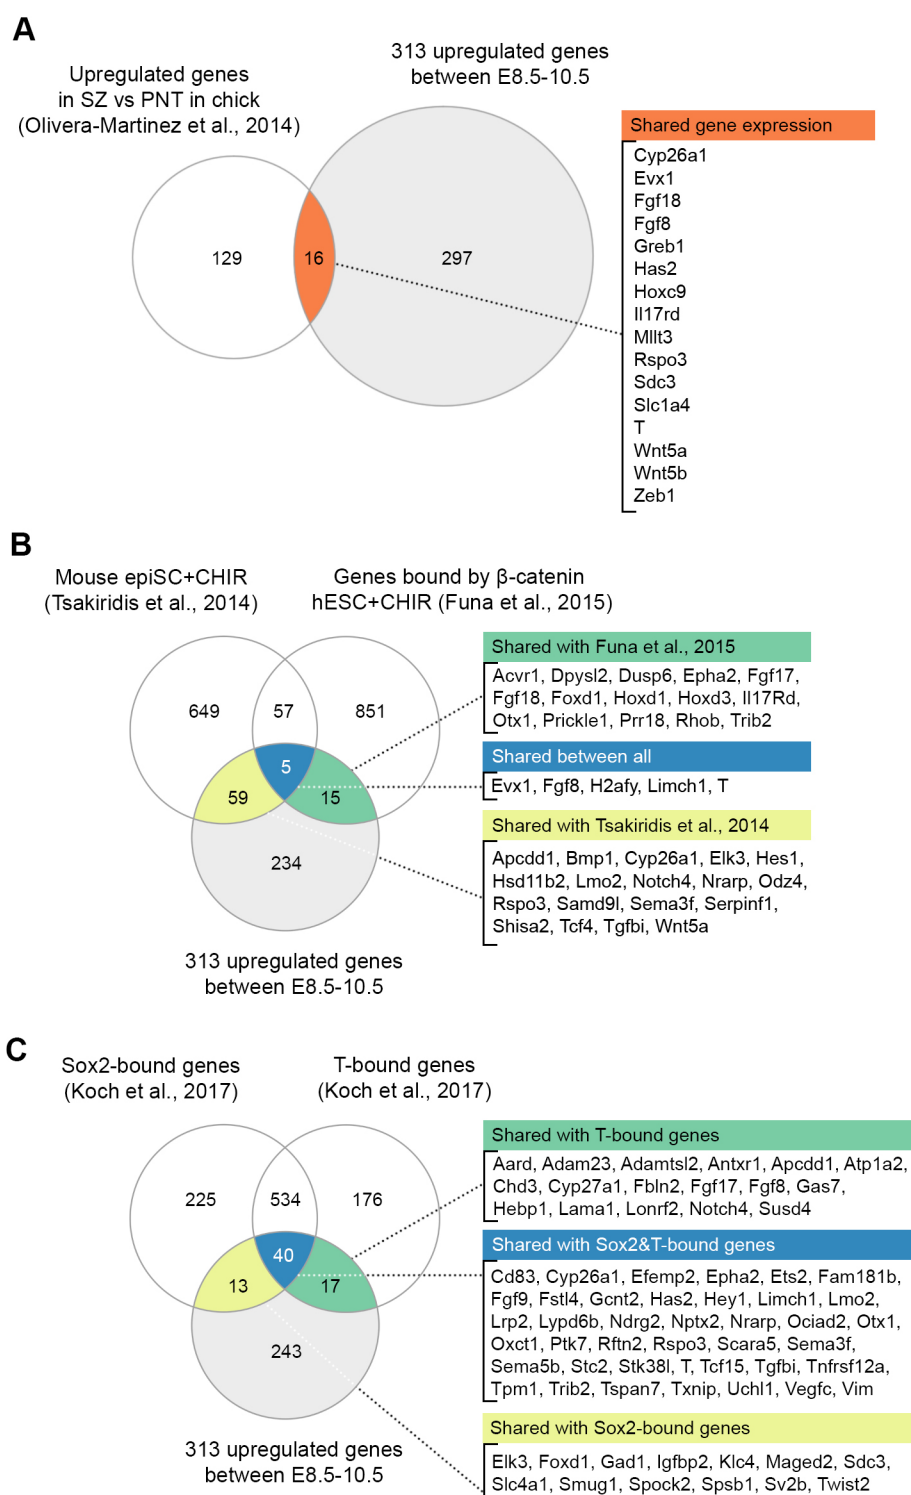 A
313 upregulated genes
between E8.5-10.5
Upregulated genes
in SZ vs PNT in chick
(Olivera-Martinez et al., 2014)
Shared gene expression
129
16
297
Cyp26a1
Evx1
Fgf18
Fgf8
Greb1
Has2
Hoxc9
Il17rd
Mllt3
Rspo3
Sdc3
Slc1a4
T
Wnt5a
Wnt5b
Zeb1
B
Mouse epiSC+CHIR
(Tsakiridis et al., 2014)
Genes bound by β-catenin
hESC+CHIR (Funa et al., 2015)
649
57
851
5
59
15
234
313 upregulated genes
between E8.5-10.5
Shared with Funa et al., 2015
Acvr1, Dpysl2, Dusp6, Epha2, Fgf17,
Fgf18, Foxd1, Hoxd1, Hoxd3, Il17Rd,
Otx1, Prickle1, Prr18, Rhob, Trib2
Shared between all
Evx1, Fgf8, H2afy, Limch1, T
Shared with Tsakiridis et al., 2014
Apcdd1, Bmp1, Cyp26a1, Elk3, Hes1,
Hsd11b2, Lmo2, Notch4, Nrarp, Odz4,
Rspo3, Samd9l, Sema3f, Serpinf1,
Shisa2, Tcf4, Tgfbi, Wnt5a
C
Sox2-bound genes
(Koch et al., 2017)
T-bound genes
(Koch et al., 2017)
225
534
176
40
13
17
243
313 upregulated genes
between E8.5-10.5
Shared with T-bound genes
Aard, Adam23, Adamtsl2, Antxr1, Apcdd1, Atp1a2,
Chd3, Cyp27a1, Fbln2, Fgf17, Fgf8, Gas7,
Hebp1, Lama1, Lonrf2, Notch4, Susd4
Shared with Sox2&T-bound genes
Cd83, Cyp26a1, Efemp2, Epha2, Ets2, Fam181b,
Fgf9, Fstl4, Gcnt2, Has2, Hey1, Limch1, Lmo2,
Lrp2, Lypd6b, Ndrg2, Nptx2, Nrarp, Ociad2, Otx1,
Oxct1, Ptk7, Rftn2, Rspo3, Scara5, Sema3f,
Sema5b, Stc2, Stk38l, T, Tcf15, Tgfbi, Tnfrsf12a,
Tpm1, Trib2, Tspan7, Txnip, Uchl1, Vegfc, Vim
Shared with Sox2-bound genes
Elk3, Foxd1, Gad1, Igfbp2, Klc4, Maged2, Sdc3,
Slc4a1, Smug1, Spock2, Spsb1, Sv2b, Twist2